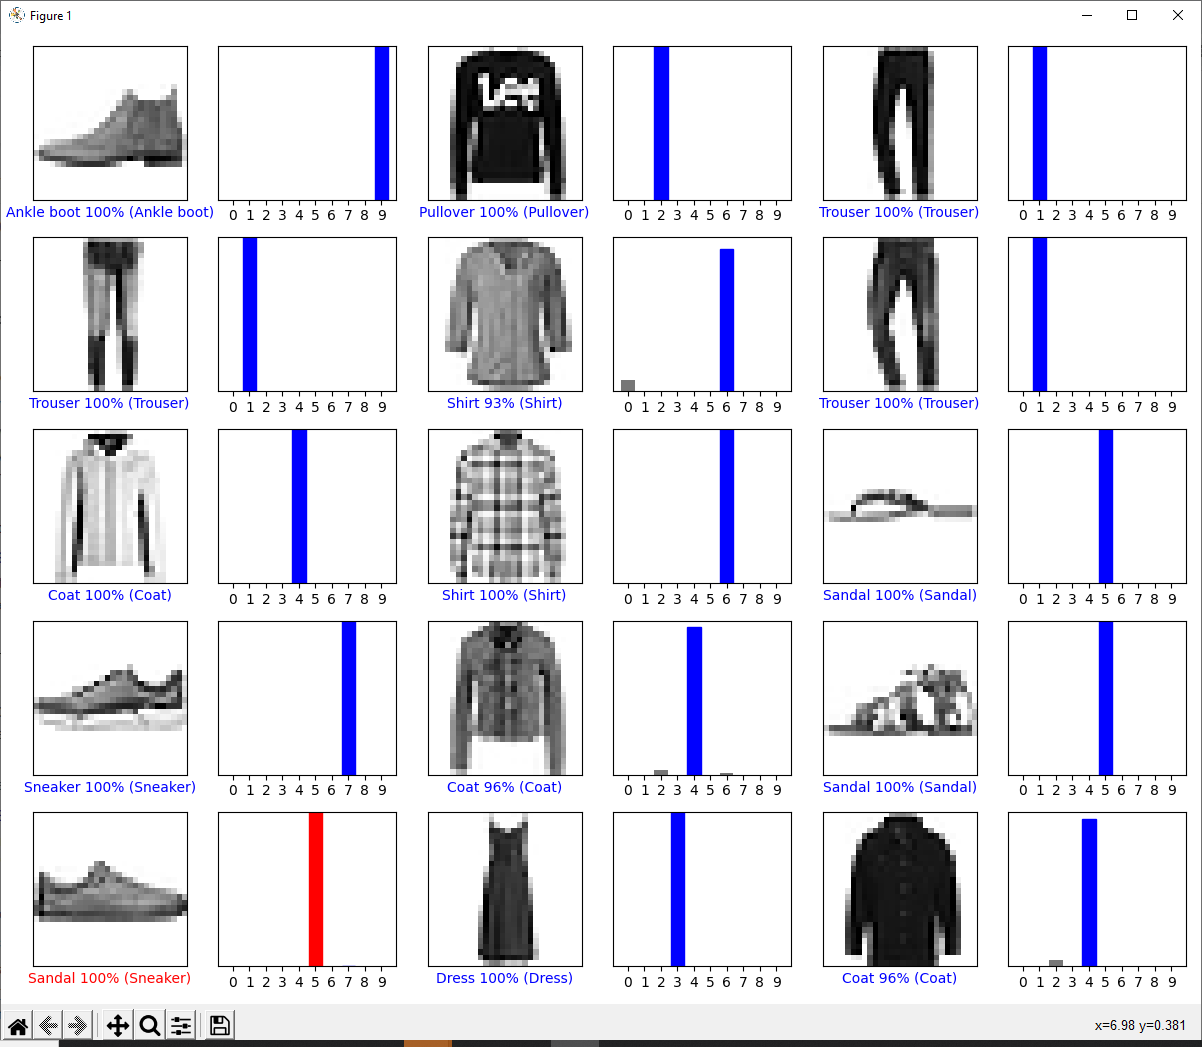 Figure 1
Lee
0 1 2 3 4 5 6 7 8 9 0 1 2 3 4 5 6 7 8 9 0 1 2 3 4 5 6 7 8 9
Ankle boot 100% (Ankle boot) Pullover 100% (Pullover) Trouser 100% (Trouser)
0 1 2 3 4 5 6 7 8 9 0 1 2 3 4 5 6 7 8 9 0 1 2 3 4 5 6 7 8 9
Trouser 100% (Trouser) Shirt 93% (Shirt) Trouser 100% (Trouser)
0 1 2 3 4 5 6 7 8 9 0 1 2 3 4 5 6 7 8 9 0 1 2 3 4 5 6 7 8 9
Coat 100% (Coat) Shirt 100% (Shirt) Sandal 100% (Sandal)
0 1 2 3 4 5 6 7 8 9 0 1 2 3 4 5 6 7 8 9 0 1 2 3 4 5 6 7 8 9
Sneaker 100% (Sneaker) Coat 96% (Coat) Sandal 100% (Sandal)
0 1 2 3 4 5 6 7 8 9 0 1 2 3 4 5 6 7 8 9 0 1 2 3 4 5 6 7 8 9
Sandal 100% (Sneaker) Dress 100% (Dress) Coat 96% (Coat)
x=6.98 y=0.381